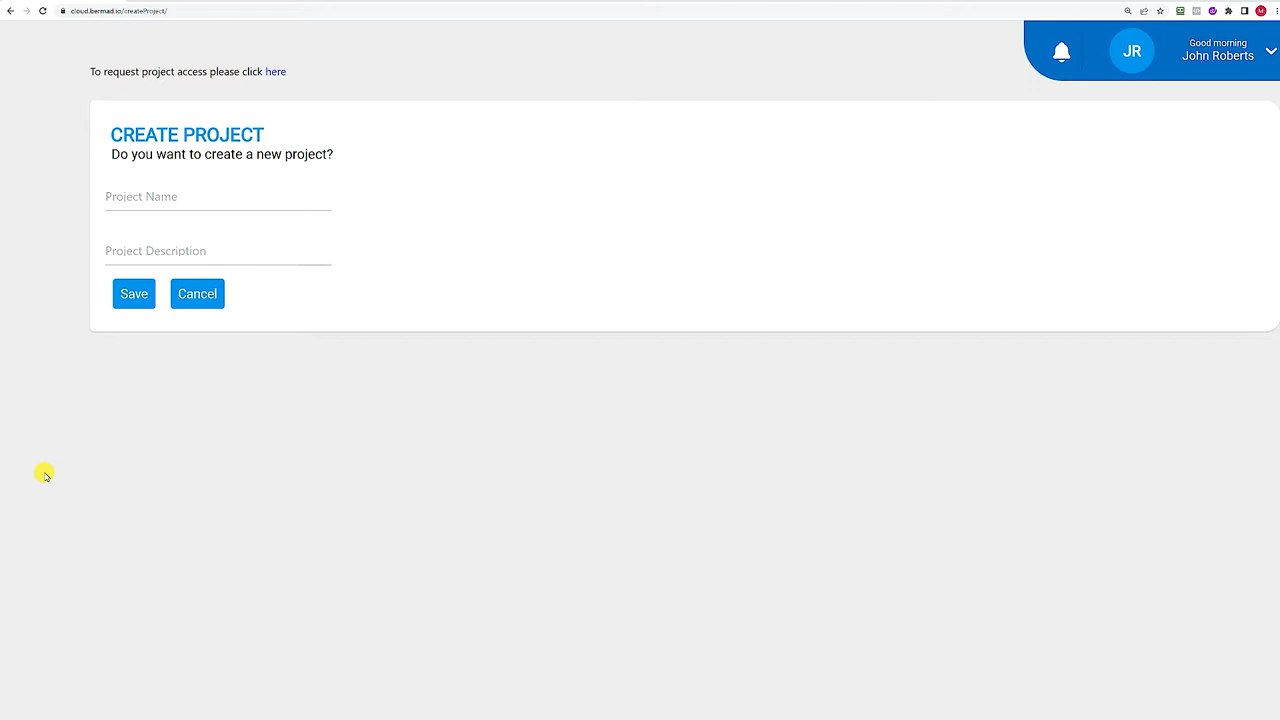 cloud.bermad.io/createProject/
M
To request project access please click here
JR
Good morning
John Roberts
CREATE PROJECT
Do you want to create a new project?
Project Name
Project Description
Save
Cancel